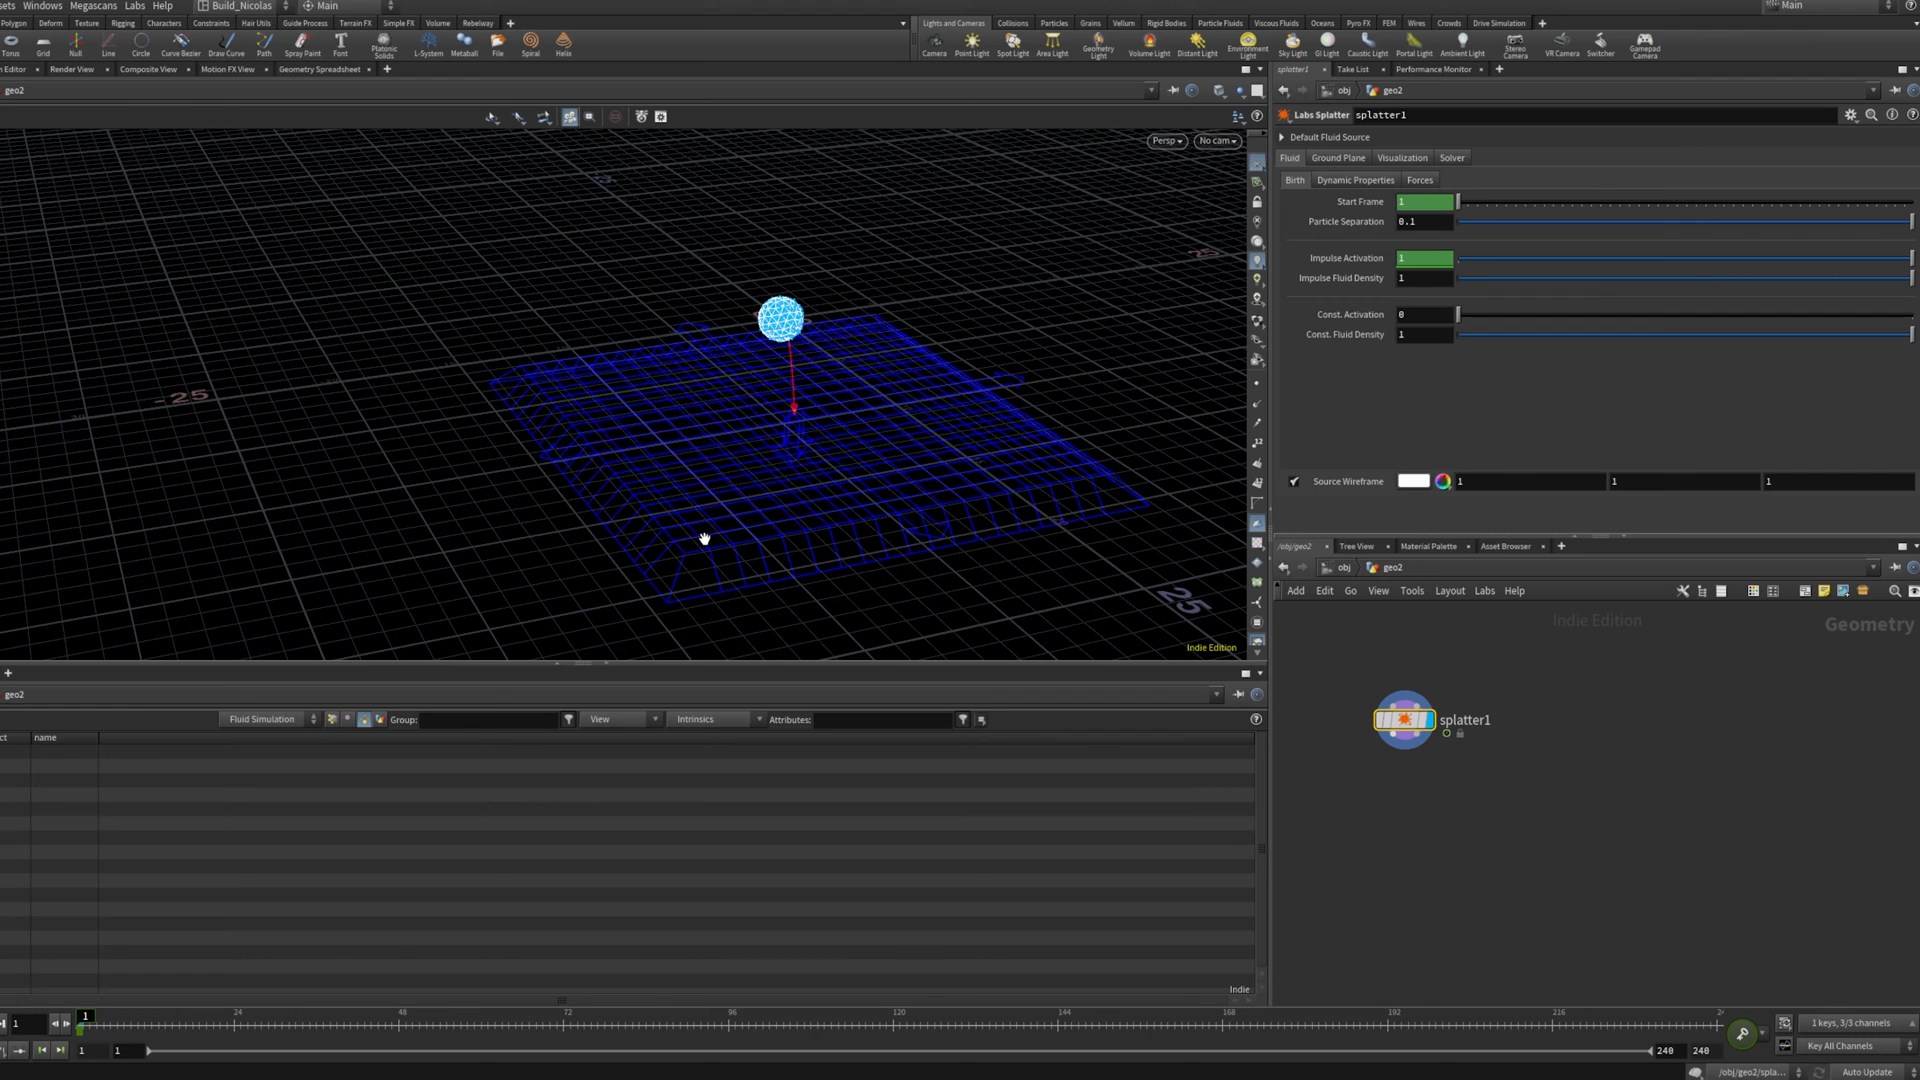 sets Windows Megascans Labs Help Build_Nicolas Main Main
Polygon Deform Texture Rigging Characters Constraints Hair Utils Guide Process Terrain FX Simple FX Volume Rebelway
Lights and Cameras Collisions Particles Grains Vellum Rigid Bodies Particle Fluids Viscous Fluids Oceans Pyro FX FEM Wires Crowds Drive Simulation
Torus Grid Null Line Circle Curve Bezier Draw Curve Path Spray Paint Font Platonic Solids L-System Metaball File Spiral Helix
Camera Point Light Spot Light Area Light Geometry Light Volume Light Distant Light Environment Light Sky Light GI Light Caustic Light Portal Light Ambient Light Stereo Camera VR Camera Switcher Gamepad Camera
n Editor Render View Composite View Motion FX View Geometry Spreadsheet
splatter1 Take List Performance Monitor
geo2
obj geo2
Labs Splatter splatter1
Default Fluid Source
Persp No cam
Fluid Ground Plane Visualization Solver
Birth Dynamic Properties Forces
Start Frame 1
Particle Separation 0.1
Impulse Activation 1
Impulse Fluid Density 1
Const. Activation 0
Const. Fluid Density 1
-25
25
Source Wireframe 1 1 1
Indie Edition
/obj/geo2 Tree View Material Palette Asset Browser
obj geo2
Add Edit Go View Tools Layout Labs Help
Indie Edition Geometry
splatter1
geo2
Fluid Simulation Group: View Intrinsics Attributes:
ct name
Indie
1 1 24 48 72 96 120 144 168 192 216 24
1 keys, 3/3 channels
1 1 240 240 Key All Channels
/obj/geo2/spla... Auto Update